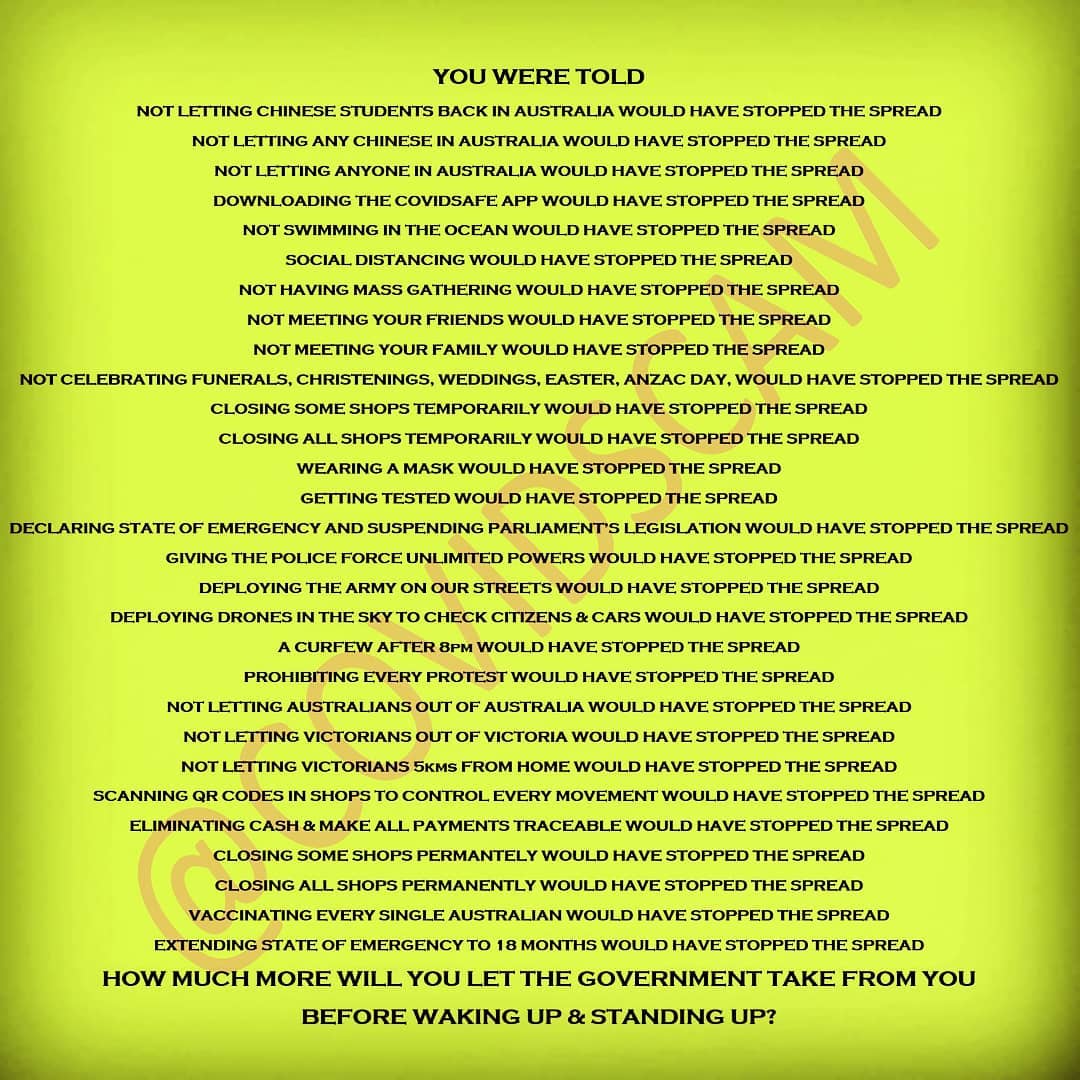 YOU WERE TOLD
NOT LETTING CHINESE STUDENTS BACK IN AUSTRALIA WOULD HAVE STOPPED THE SPREAD
NOT LETTING ANY CHINESE IN AUSTRALIA WOULD HAVE STOPPED THE SPREAD
NOT LETTING ANYONE IN AUSTRALIA WOULD HAVE STOPPED THE SPREAD
DOWNLOADING THE COVIDSAFE APP WOULD HAVE STOPPED THE SPREAD
NOT SWIMMING IN THE OCEAN WOULD HAVE STOPPED THE SPREAD
SOCIAL DISTANCING WOULD HAVE STOPPED THE SPREAD
NOT HAVING MASS GATHERING WOULD HAVE STOPPED THE SPREAD
NOT MEETING YOUR FRIENDS WOULD HAVE STOPPED THE SPREAD
NOT MEETING YOUR FAMILY WOULD HAVE STOPPED THE SPREAD
NOT CELEBRATING FUNERALS, CHRISTENINGS, WEDDINGS, EASTER, ANZAC DAY, WOULD HAVE STOPPED THE SPREAD
CLOSING SOME SHOPS TEMPORARILY WOULD HAVE STOPPED THE SPREAD
CLOSING ALL SHOPS TEMPORARILY WOULD HAVE STOPPED THE SPREAD
WEARING A MASK WOULD HAVE STOPPED THE SPREAD
GETTING TESTED WOULD HAVE STOPPED THE SPREAD
DECLARING STATE OF EMERGENCY AND SUSPENDING PARLIAMENT'S LEGISLATION WOULD HAVE STOPPED THE SPREAD
GIVING THE POLICE FORCE UNLIMITED POWERS WOULD HAVE STOPPED THE SPREAD
DEPLOYING THE ARMY ON OUR STREETS WOULD HAVE STOPPED THE SPREAD
DEPLOYING DRONES IN THE SKY TO CHECK CITIZENS & CARS WOULD HAVE STOPPED THE SPREAD
A CURFEW AFTER 8PM WOULD HAVE STOPPED THE SPREAD
PROHIBITING EVERY PROTEST WOULD HAVE STOPPED THE SPREAD
NOT LETTING AUSTRALIANS OUT OF AUSTRALIA WOULD HAVE STOPPED THE SPREAD
NOT LETTING VICTORIANS OUT OF VICTORIA WOULD HAVE STOPPED THE SPREAD
NOT LETTING VICTORIANS 5KMS FROM HOME WOULD HAVE STOPPED THE SPREAD
SCANNING QR CODES IN SHOPS TO CONTROL EVERY MOVEMENT WOULD HAVE STOPPED THE SPREAD
ELIMINATING CASH & MAKE ALL PAYMENTS TRACEABLE WOULD HAVE STOPPED THE SPREAD
CLOSING SOME SHOPS PERMANTELY WOULD HAVE STOPPED THE SPREAD
CLOSING ALL SHOPS PERMANENTLY WOULD HAVE STOPPED THE SPREAD
VACCINATING EVERY SINGLE AUSTRALIAN WOULD HAVE STOPPED THE SPREAD
EXTENDING STATE OF EMERGENCY TO 18 MONTHS WOULD HAVE STOPPED THE SPREAD
HOW MUCH MORE WILL YOU LET THE GOVERNMENT TAKE FROM YOU
BEFORE WAKING UP & STANDING UP?
@COVIDSCAM